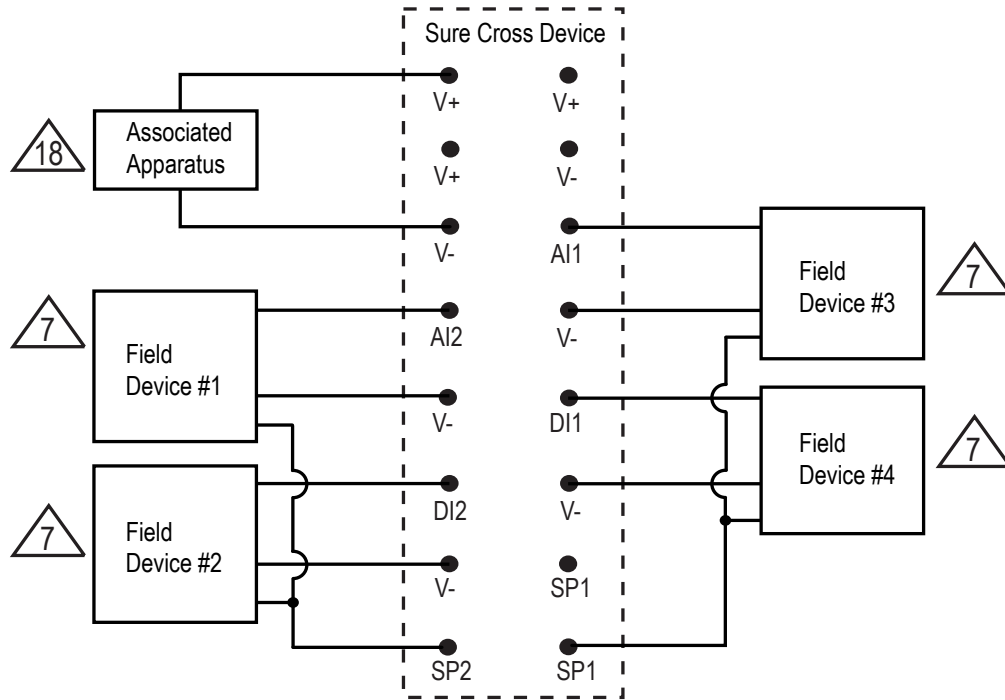 Sure Cross Device
V+ V+
18
Associated
Apparatus
V+ V-
V- AI1
Field
Device #3
7
7
Field
Device #1
AI2 V-
V- DI1
Field
Device #4
7
7
Field
Device #2
DI2 V-
V- SP1
SP2 SP1